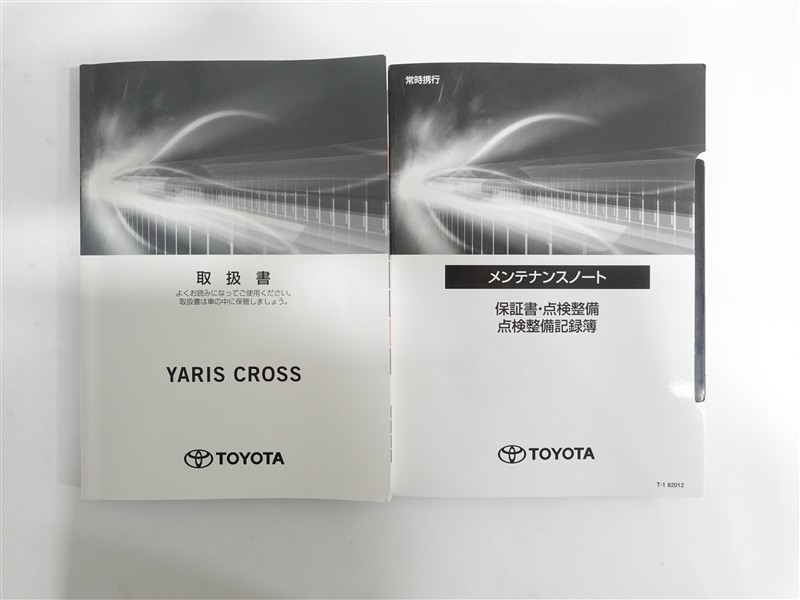 取扱書
よくお読みになってご使用ください。
取扱書は車の中に保管しましょう。
YARIS CROSS
TOYOTA
常時携行
メンテナンスノート
保証書・点検整備
点検整備記録簿
TOYOTA
T-1 62012